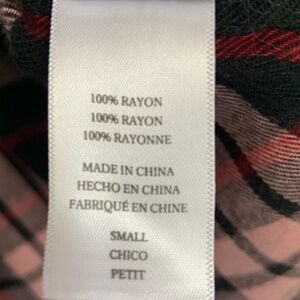 100% RAYON
100% RAYON
100% RAYONNE
MADE IN CHINA
HECHO EN CHINA
FABRIQUÉ EN CHINE
SMALL
CHICO
PETIT